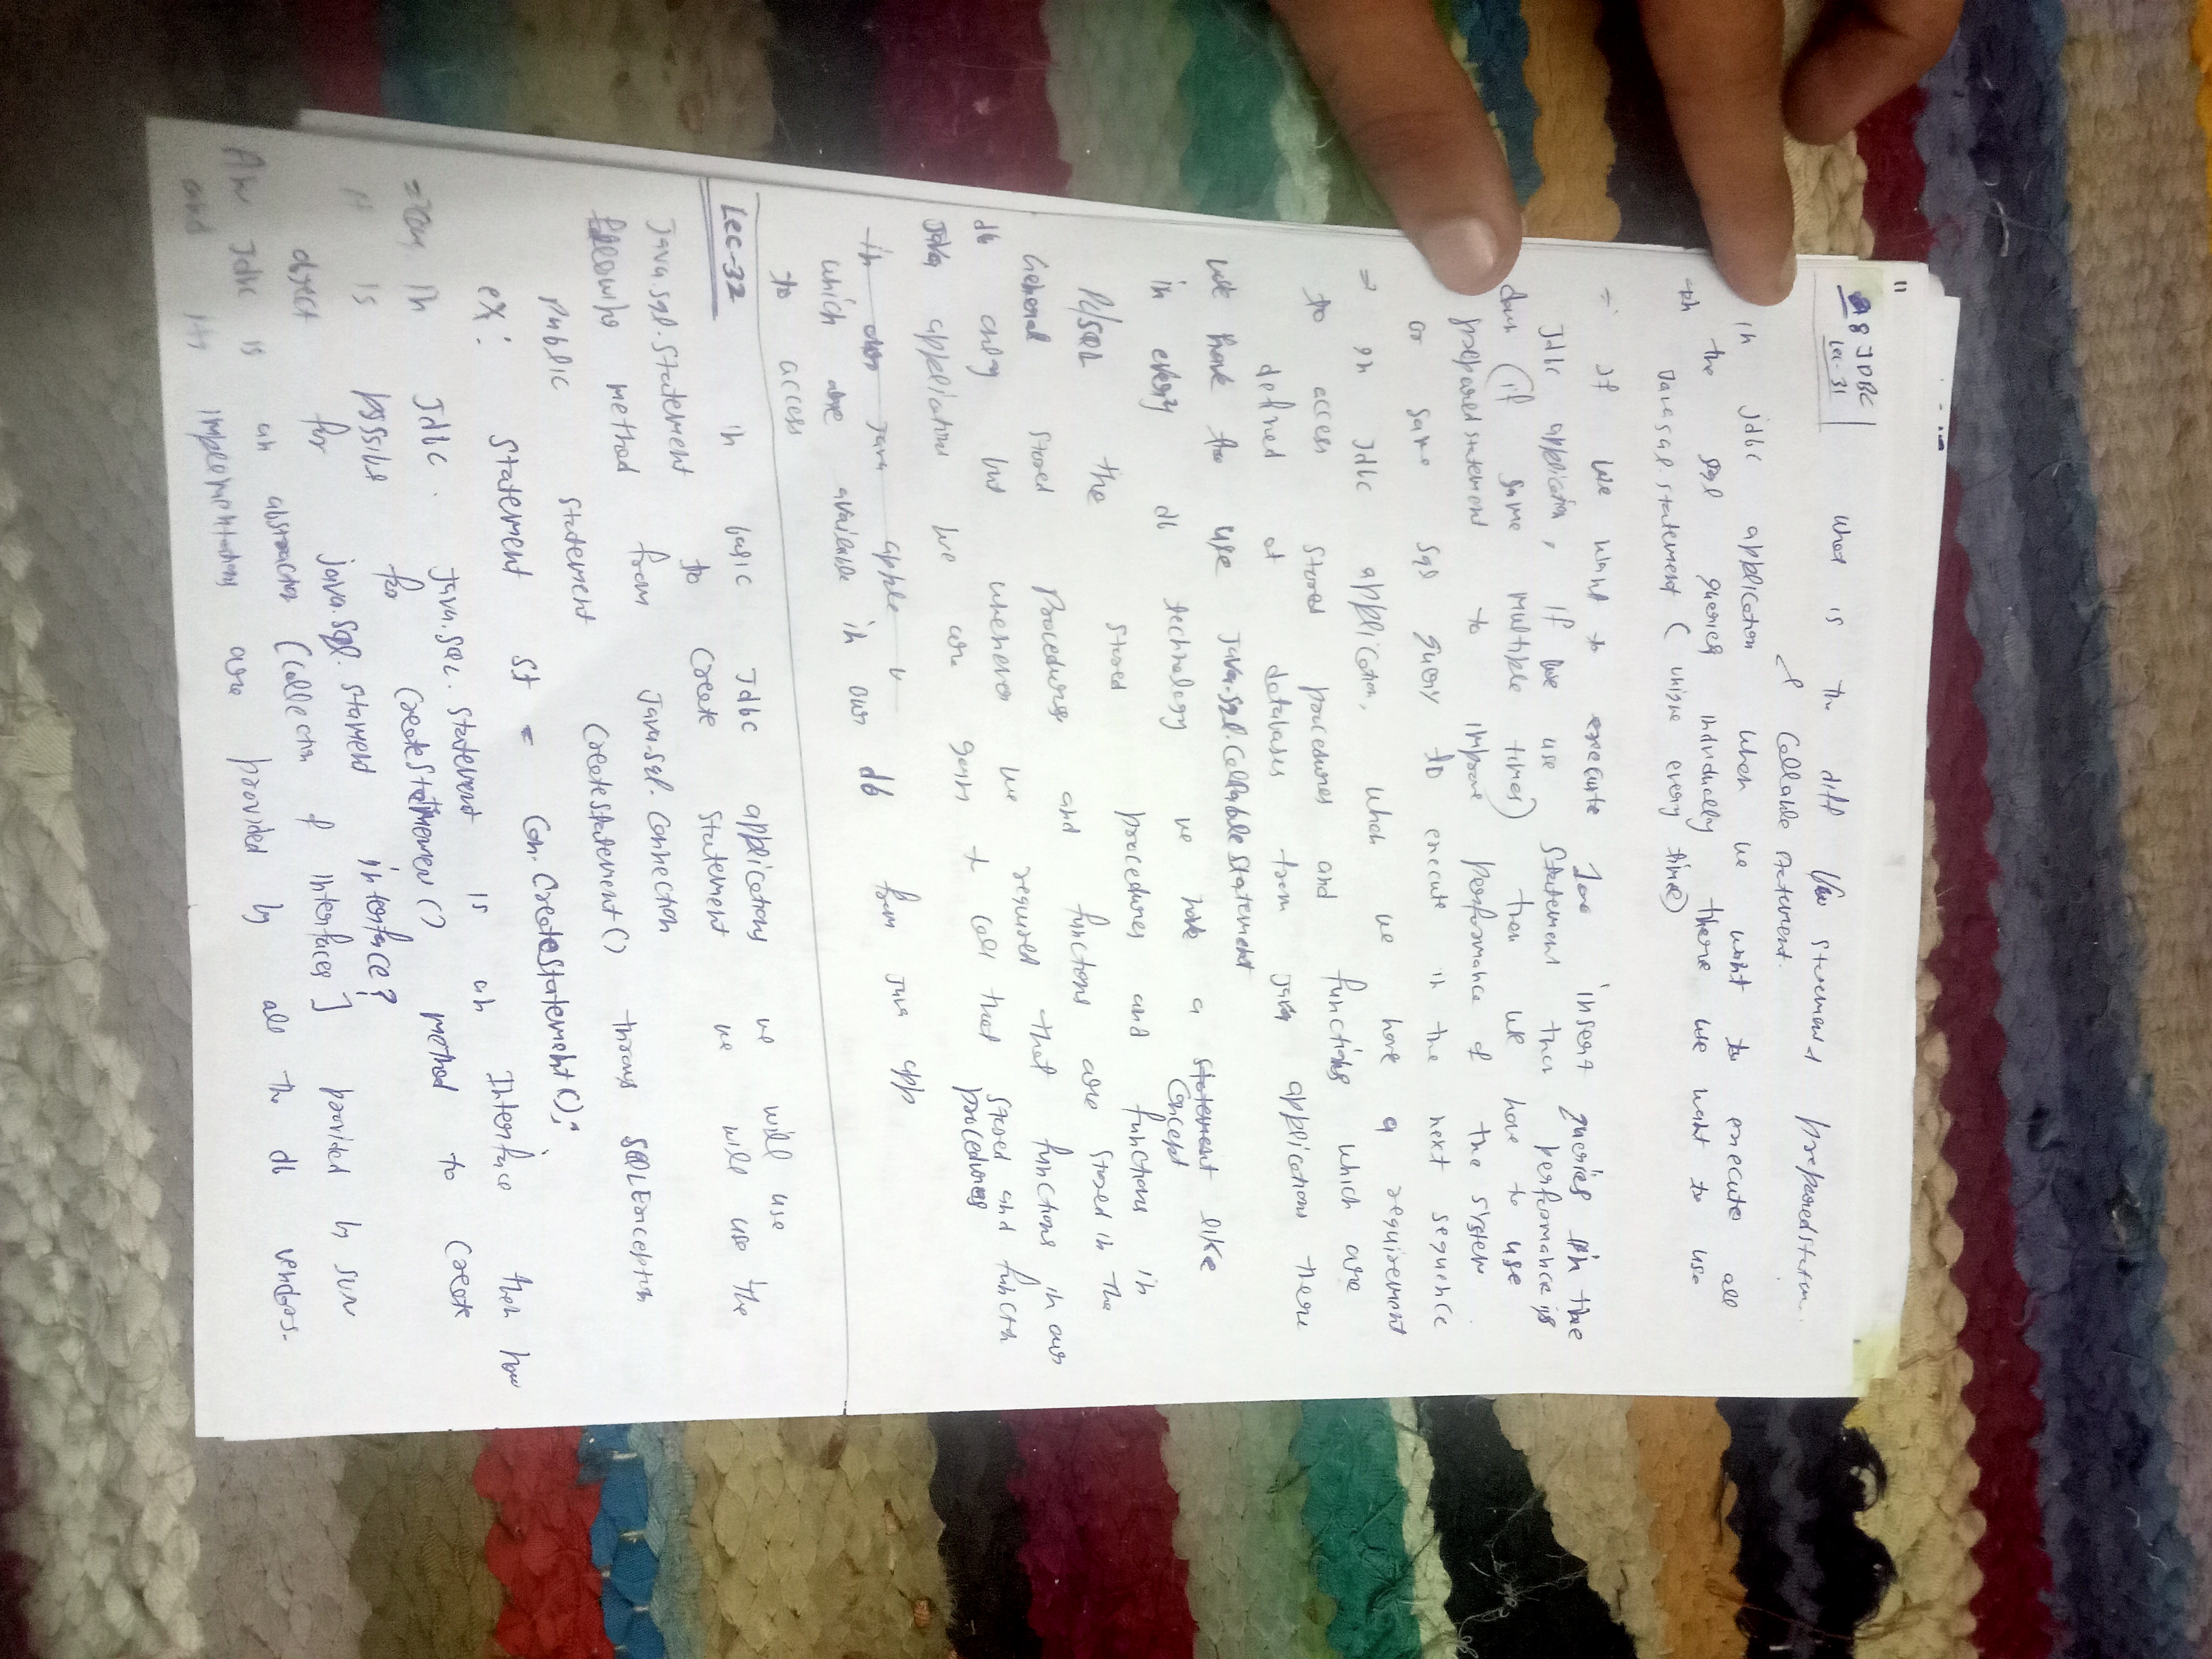 11
8 JDBC
Lec-31
What is the diff b/w statement preparedstatem
& Callable statement.
in jdbc application when we want to execute all
the sql queries individually there we want to use
Java.sql.statement ( unique every time)
If we want to execute 100 insert queries in the
Jdbc application, if we use statement then performance is
down (if same multiple times) then we have to use
preparedstatement to improve performance of the system
or same sql query to execute in the next sequence
=> in Jdbc application, when we have a requirement
to access stored procedures and functions which are
defined at databases from java applications there
we have to use Java.sql.CallableStatement
in every db technology we have a statement like
Concept
PL/SQL the stored procedures and functions in
General stored Procedures and functions are stored in the
db only but whenever we required that functions in our
Java applications we are going to call that stored and function
procedures
in our java apple
which are available in our db from java app
to access
Lec-32 in basic Jdbc applications we will use
Java.sql.statement to create statement we will use the
following method from Java.sql. Connection
Public statement CreateStatement() throws SQLException
ex: Statement st = Con.CreateStatement();
in Jdbc. Java.SQL.statement is an Interface then how
it is possible for method to create
object for java.sql.stament interface?
An Jdbc is an abstraction (collection of interfaces] provided by SUN
and its implementations are provided by all the db vendors.